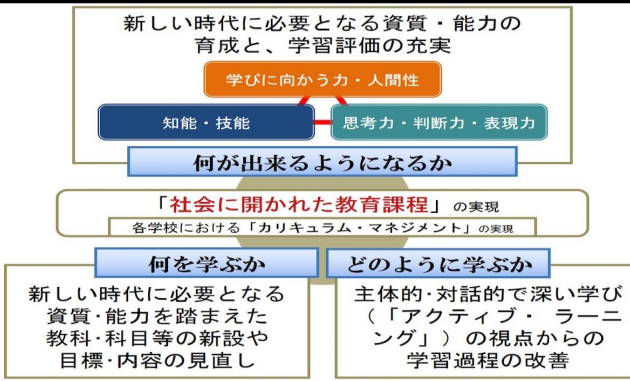 新しい時代に必要となる資質・能力の
育成と、学習評価の充実
学びに向かう力・人間性
知能・技能
思考力・判断力・表現力
何が出来るようになるか
「社会に開かれた教育課程」の実現
各学校における「カリキュラム・マネジメント」の実現
何を学ぶか
新しい時代に必要となる
資質・能力を踏まえた
教科・科目等の新設や
目標・内容の見直し
どのように学ぶか
主体的・対話的で深い学び
（「アクティブ・ ラーニ
ング」）の視点からの
学習過程の改善